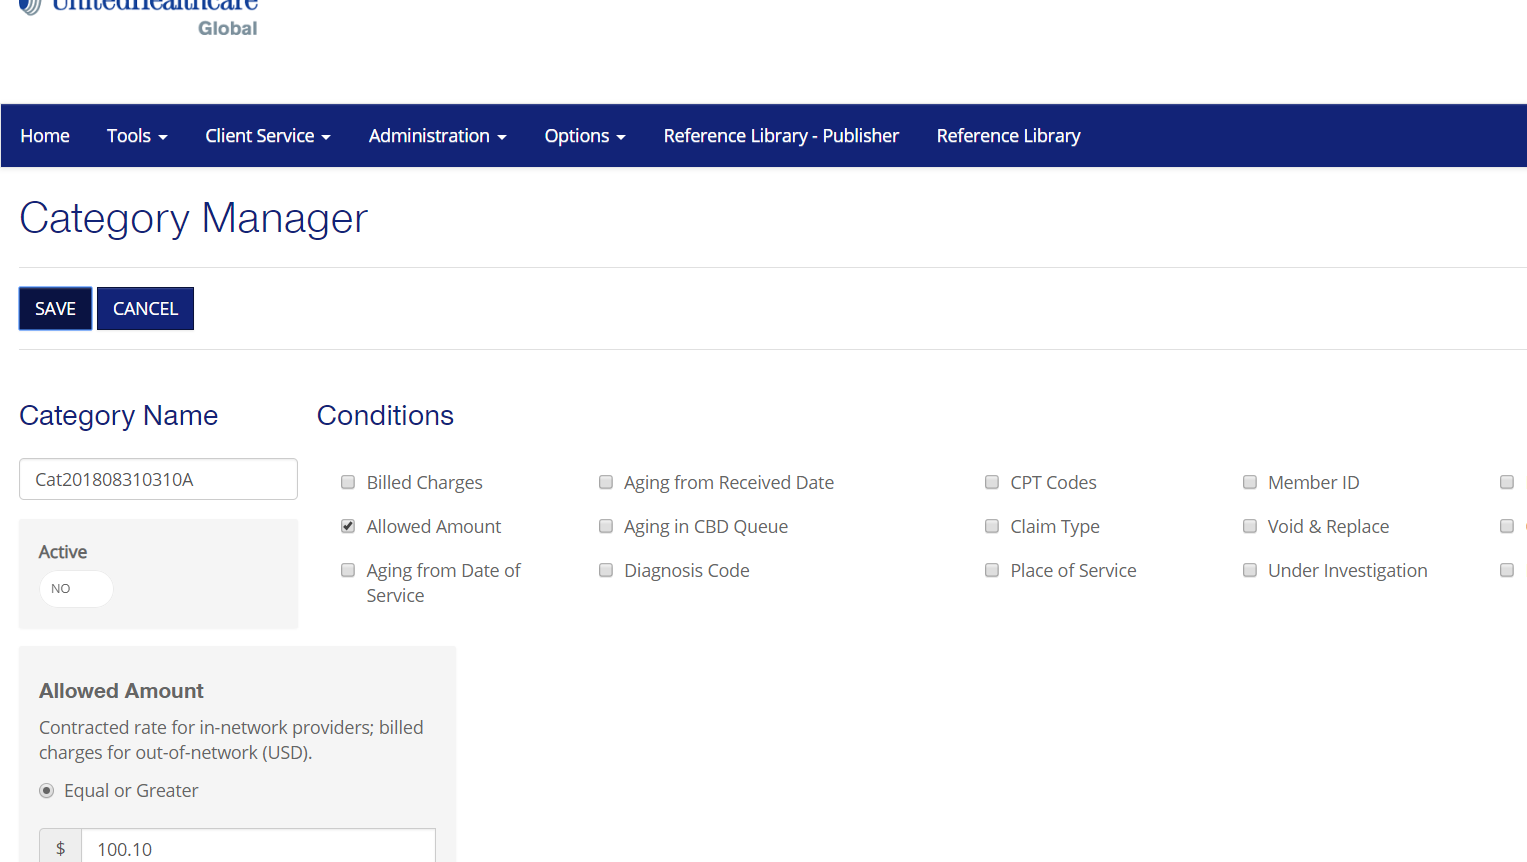 UnitedHealthcare
Global
Home Tools Client Service Administration Options Reference Library - Publisher Reference Library
Category Manager
SAVE CANCEL
Category Name Conditions
Cat201808310310A
Billed Charges Aging from Received Date CPT Codes Member ID
Allowed Amount Aging in CBD Queue Claim Type Void & Replace
Aging from Date of Service Diagnosis Code Place of Service Under Investigation
Active
NO
Allowed Amount
Contracted rate for in-network providers; billed
charges for out-of-network (USD).
Equal or Greater
$ 100.10